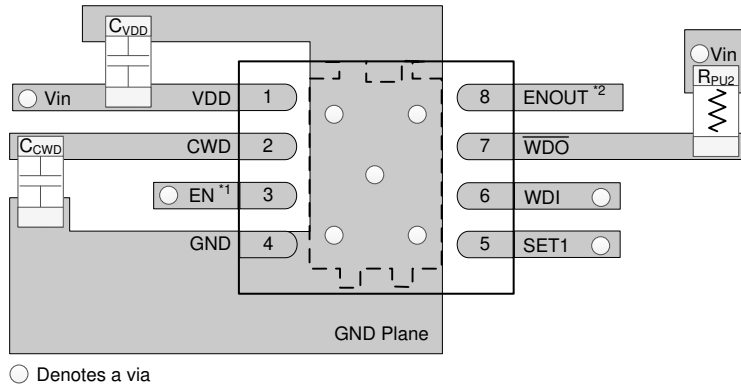 CVDD
Vin
RPU2
Vin VDD 1
8 ENOUT *2
CCWD CWD 2
7 WDO
EN *1 3
6 WDI
GND 4
5 SET1
GND Plane
Denotes a via